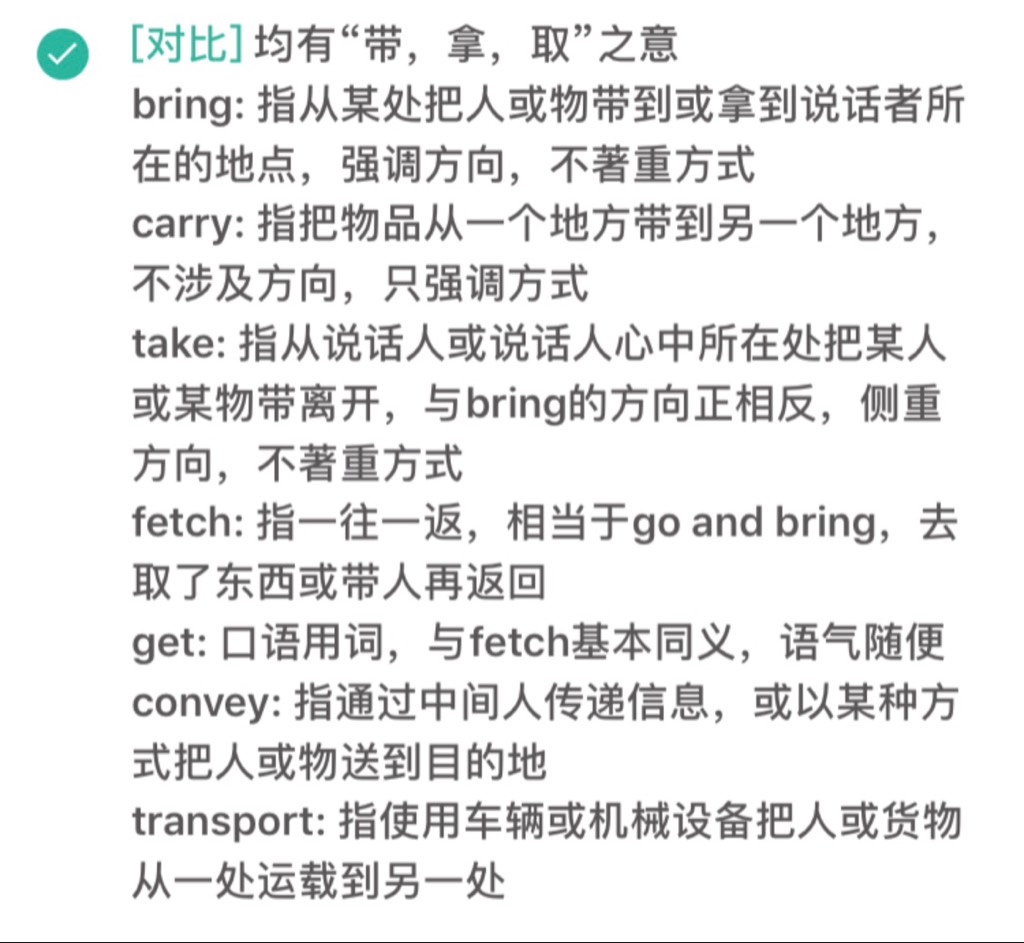 [对比] 均有“带，拿，取”之意
bring: 指从某处把人或物带到或拿到说话者所
在的地点，强调方向，不著重方式
carry: 指把物品从一个地方带到另一个地方，
不涉及方向，只强调方式
take: 指从说话人或说话人心中所在处把某人
或某物带离开，与bring的方向正相反，侧重
方向，不著重方式
fetch: 指一往一返，相当于go and bring，去
取了东西或带人再返回
get: 口语用词，与fetch基本同义，语气随便
convey: 指通过中间人传递信息，或以某种方
式把人或物送到目的地
transport: 指使用车辆或机械设备把人或货物
从一处运载到另一处